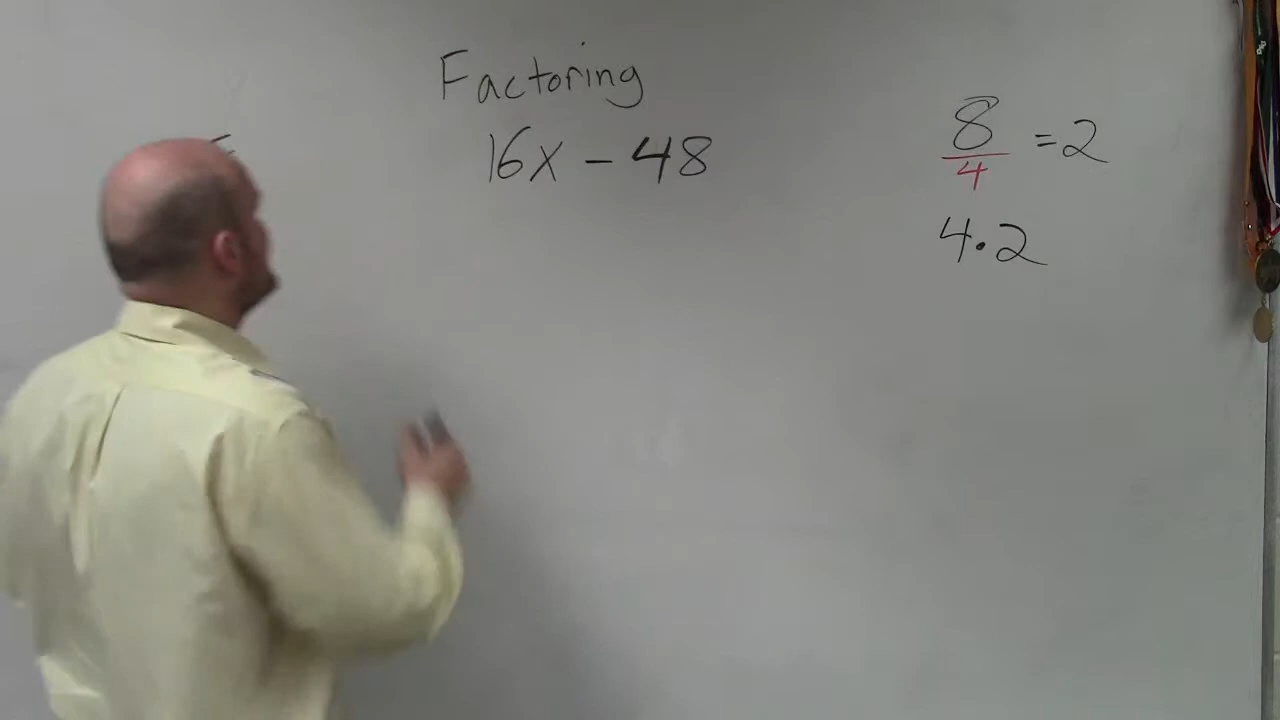 Factoring
16x - 48
8/4 = 2
4·2